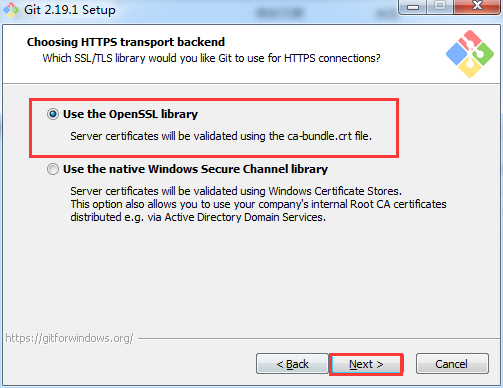 Git 2.19.1 Setup
Choosing HTTPS transport backend
Which SSL/TLS library would you like Git to use for HTTPS connections?
Use the OpenSSL library
Server certificates will be validated using the ca-bundle.crt file.
Use the native Windows Secure Channel library
Server certificates will be validated using Windows Certificate Stores.
This option also allows you to use your company's internal Root CA certificates
distributed e.g. via Active Directory Domain Services.
https://gitforwindows.org/
< Back
Next >
Cancel